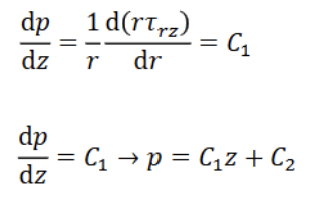 dp/dz = 1/r d(rτ_rz)/dr = C₁
dp/dz = C₁ → p = C₁z + C₂